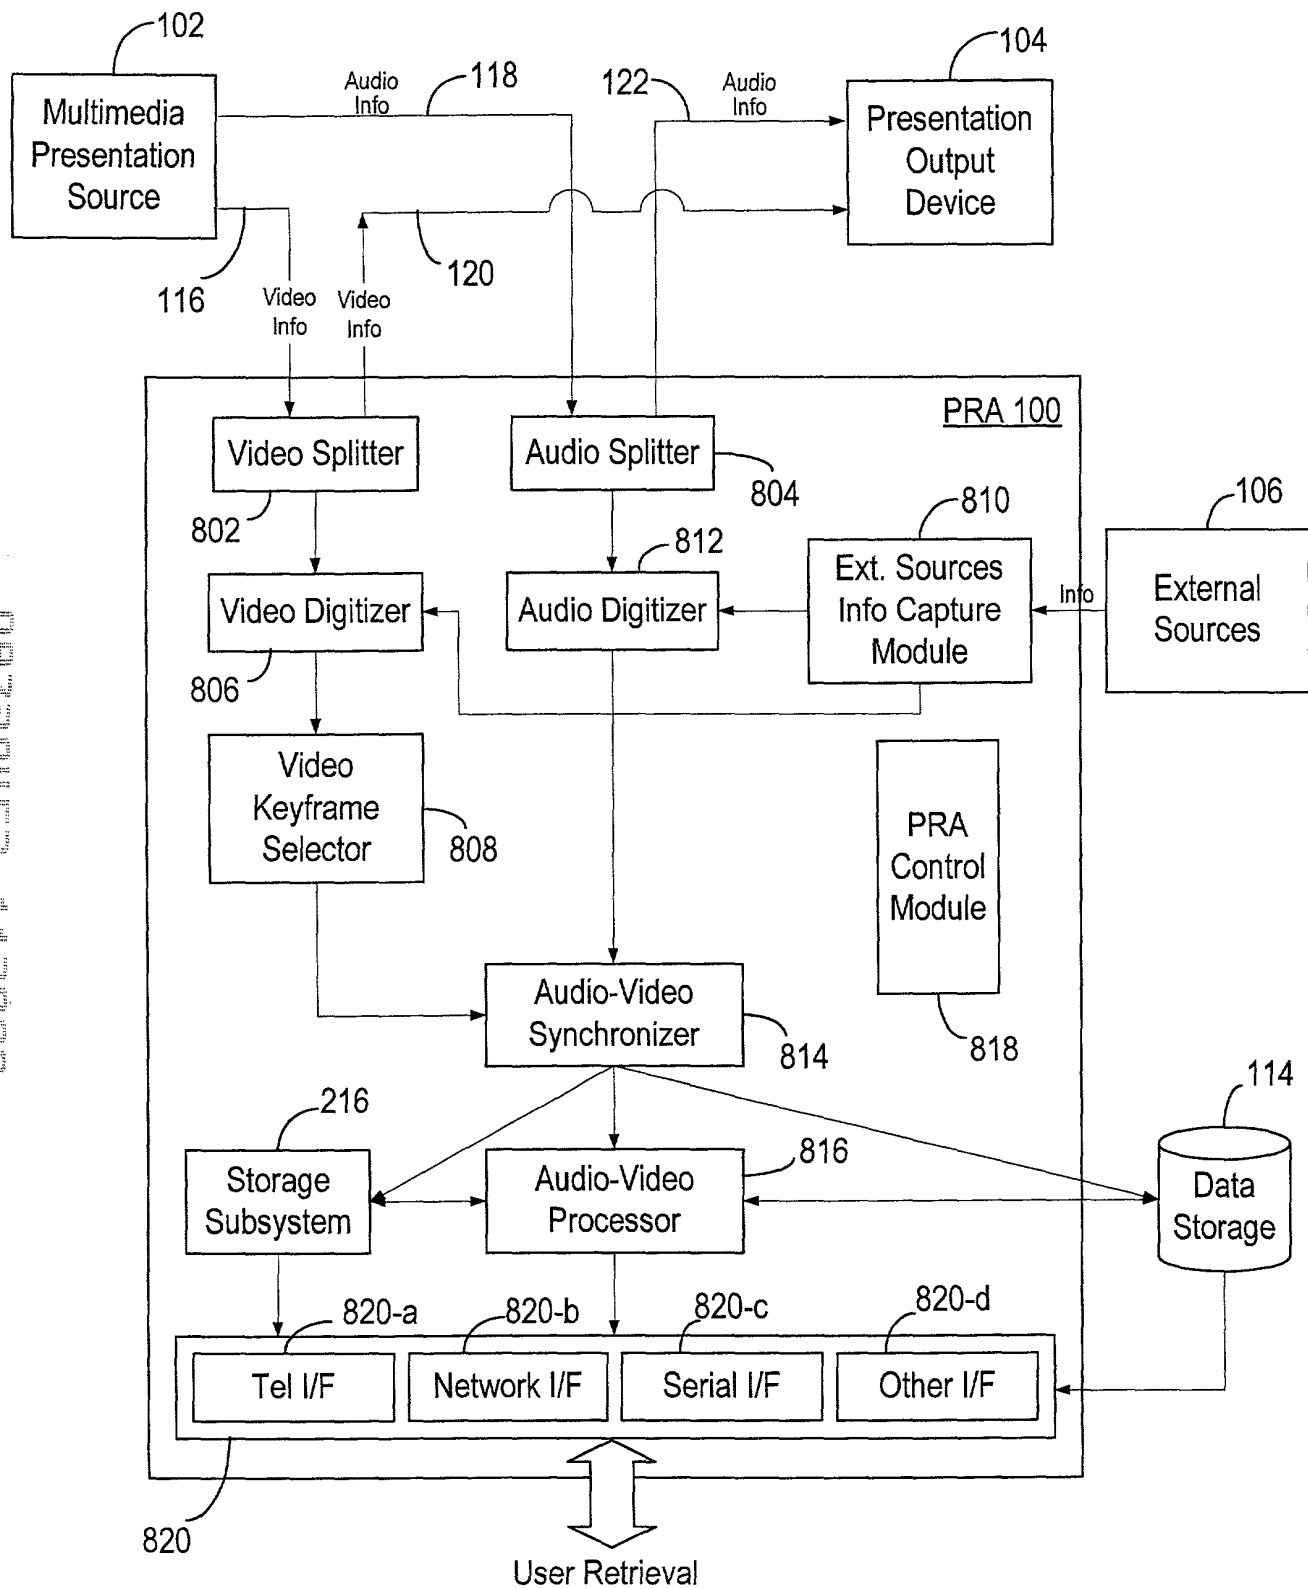 102
118
122
104
Audio
Info
Audio
Info
Multimedia
Presentation
Source
Presentation
Output
Device
116
120
Video
Info
Video
Info
PRA 100
Video Splitter
Audio Splitter
802
804
810
106
812
Video Digitizer
Audio Digitizer
Ext. Sources
Info Capture
Module
Info
External
Sources
806
Video
Keyframe
Selector
808
PRA
Control
Module
Audio-Video
Synchronizer
814
818
216
114
816
Storage
Subsystem
Audio-Video
Processor
Data
Storage
820-a
820-b
820-c
820-d
Tel I/F
Network I/F
Serial I/F
Other I/F
820
User Retrieval